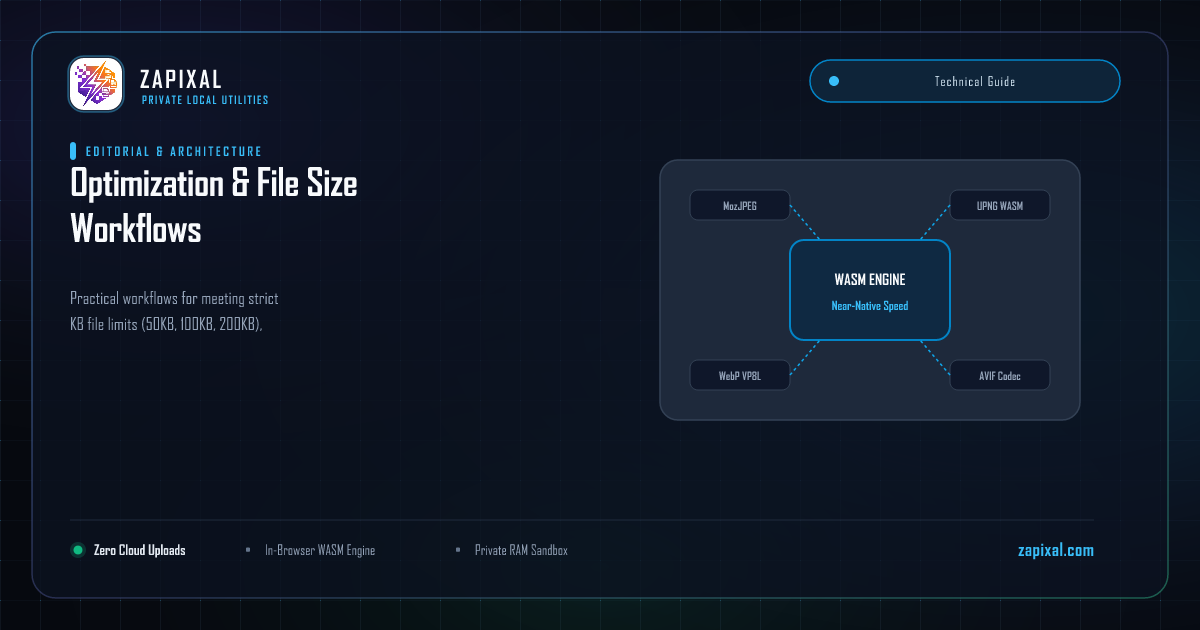 ZAPIXAL
PRIVATE LOCAL UTILITIES
Technical Guide
EDITORIAL & ARCHITECTURE
Optimization & File Size
Workflows
Practical workflows for meeting strict
KB file limits (50KB, 100KB, 200KB).
MozJPEG
UPNG WASM
WASM ENGINE
Near-Native Speed
WebP VP8L
AVIF Codec
Zero Cloud Uploads
In-Browser WASM Engine
Private RAM Sandbox
zapixal.com